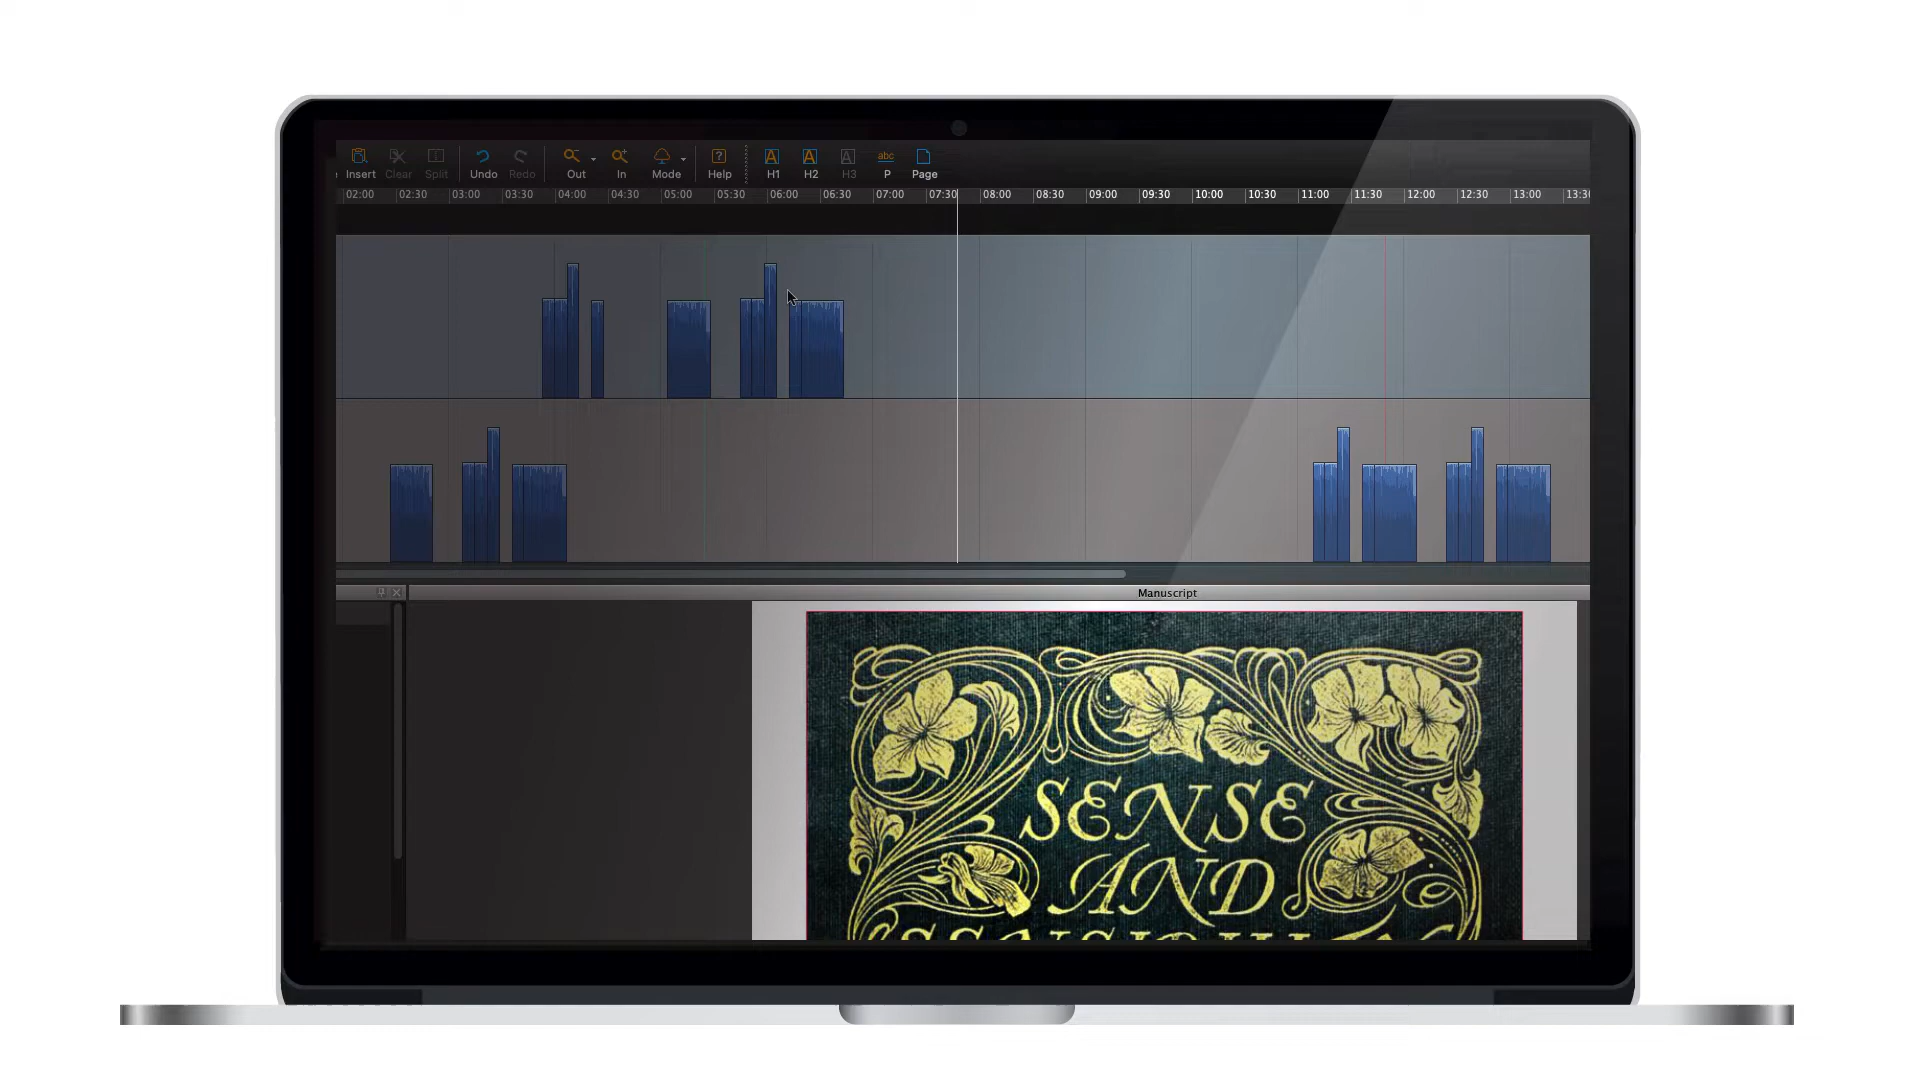 Insert Clear Split Undo Redo Out In Mode Help H1 H2 H3 abc P Page
02:00 02:30 03:00 03:30 04:00 04:30 05:00 05:30 06:00 06:30 07:00 07:30 08:00 08:30 09:00 09:30 10:00 10:30 11:00 11:30 12:00 12:30 13:00
Manuscript
SENSE
AND